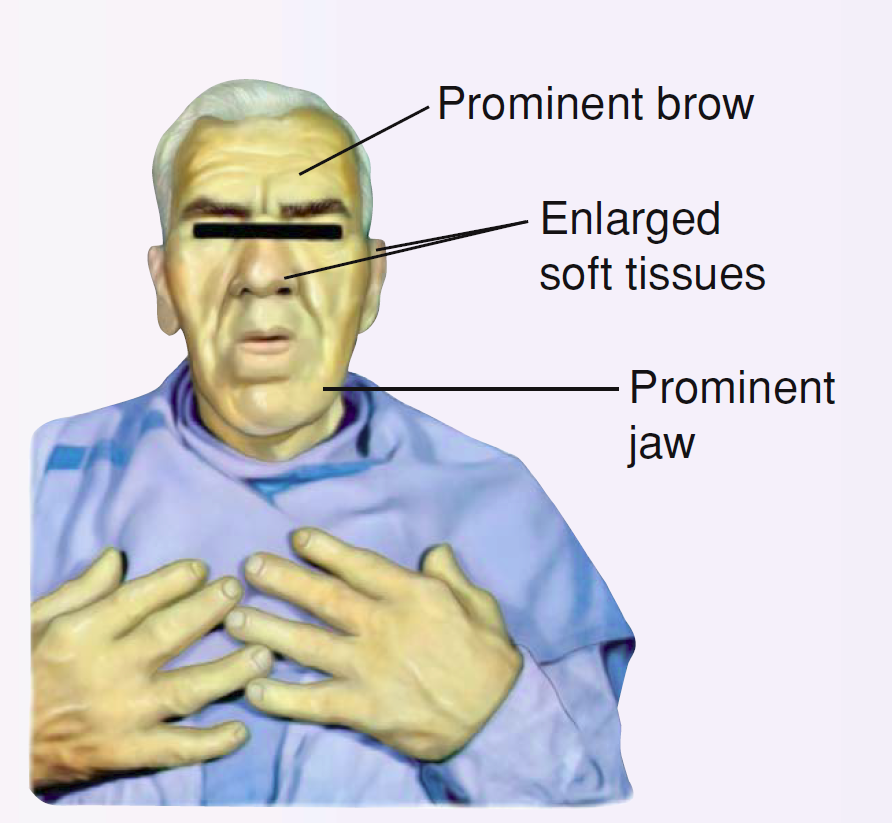 Prominent brow
Enlarged
soft tissues
Prominent
jaw